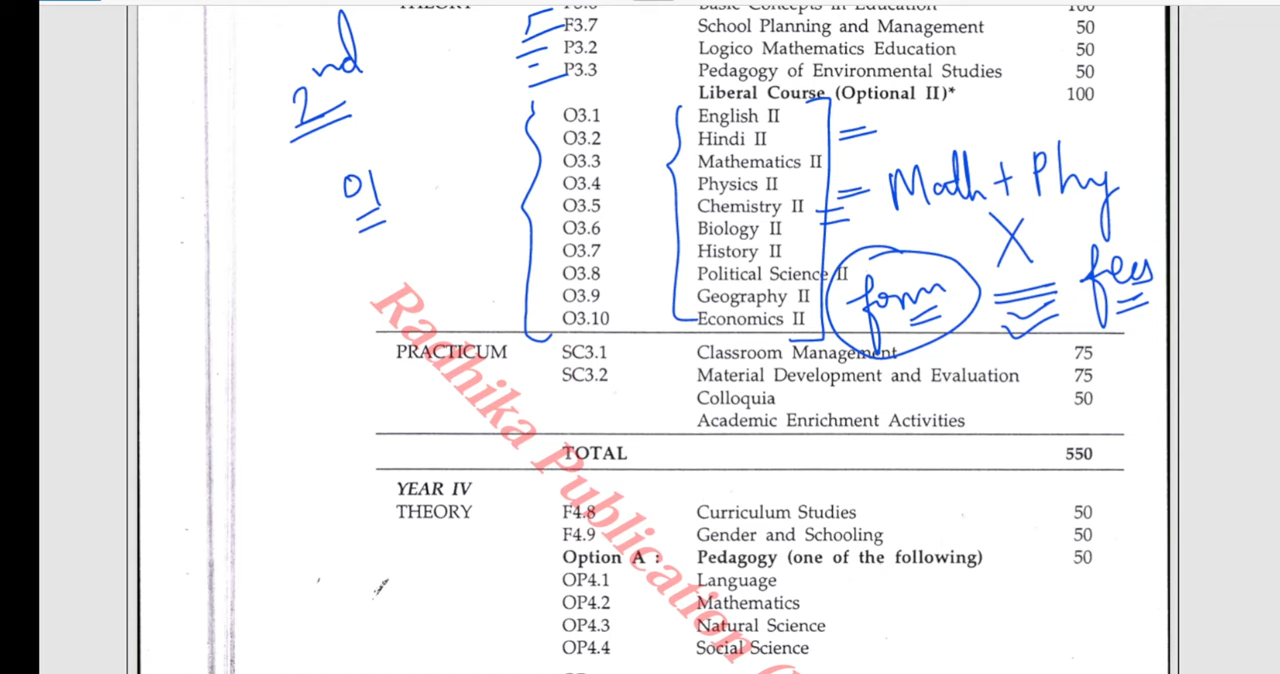 F3.7 School Planning and Management 50
P3.2 Logico Mathematics Education 50
P3.3 Pedagogy of Environmental Studies 50
Liberal Course (Optional II)* 100
O3.1 English II
O3.2 Hindi II
O3.3 Mathematics II
O3.4 Physics II
O3.5 Chemistry II
O3.6 Biology II
O3.7 History II
O3.8 Political Science II
O3.9 Geography II
O3.10 Economics II
2nd
01
= Math + Phy
X
form
fees
PRACTICUM SC3.1 Classroom Management 75
SC3.2 Material Development and Evaluation 75
Colloquia 50
Academic Enrichment Activities
TOTAL 550
YEAR IV
THEORY F4.8 Curriculum Studies 50
F4.9 Gender and Schooling 50
Option A : Pedagogy (one of the following) 50
OP4.1 Language
OP4.2 Mathematics
OP4.3 Natural Science
OP4.4 Social Science
Radhika Publication